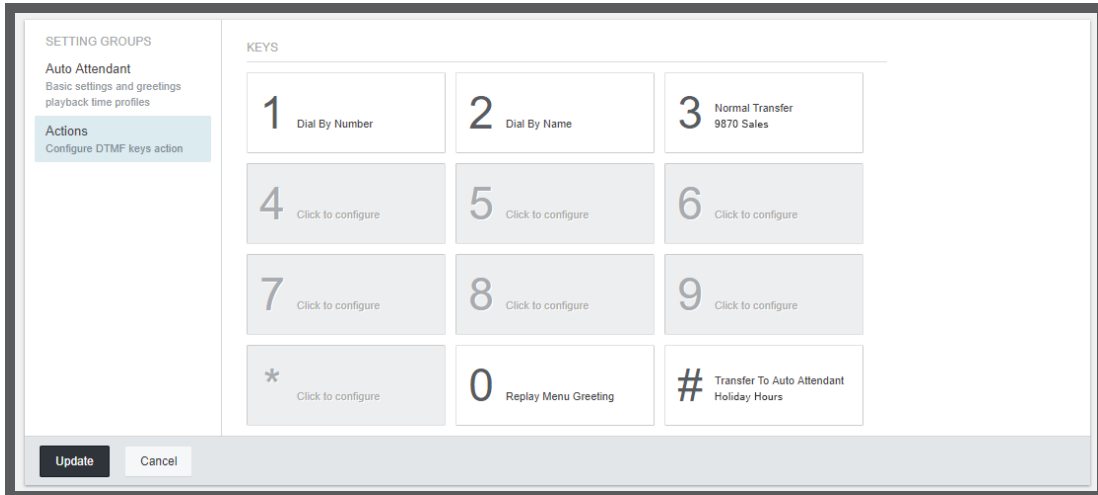 SETTING GROUPS
Auto Attendant
Basic settings and greetings
playback time profiles
Actions
Configure DTMF keys action
KEYS
1 Dial By Number
2 Dial By Name
3 Normal Transfer
9870 Sales
4 Click to configure
5 Click to configure
6 Click to configure
7 Click to configure
8 Click to configure
9 Click to configure
* Click to configure
0 Replay Menu Greeting
# Transfer To Auto Attendant
Holiday Hours
Update
Cancel